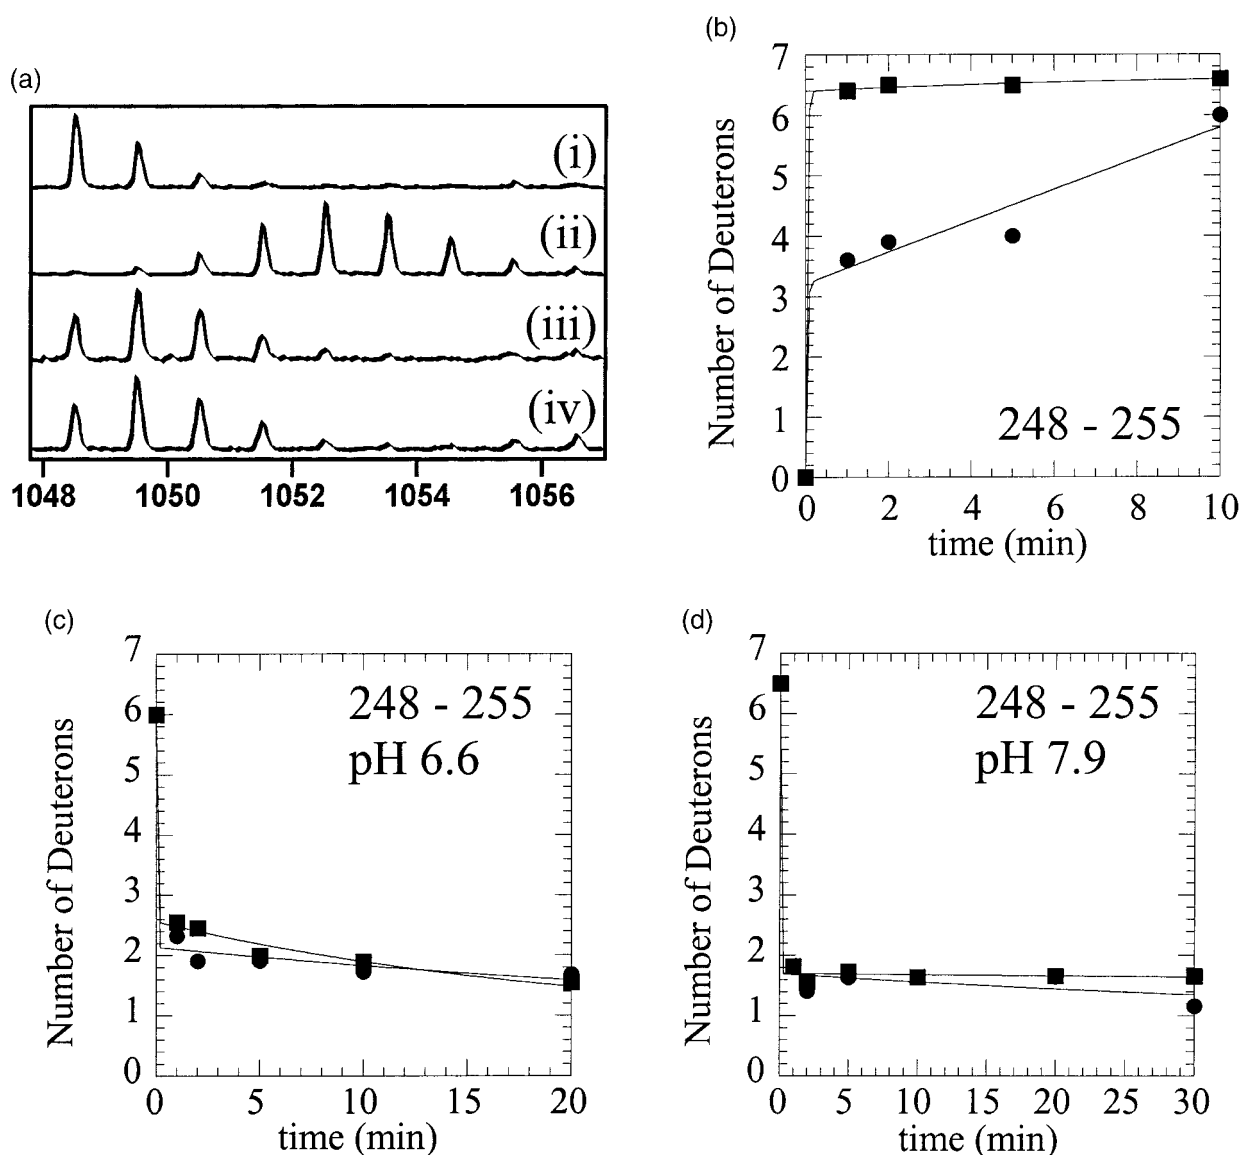 (a)
(i)
(ii)
(iii)
(iv)
1048 1050 1052 1054 1056
(b)
Number of Deuterons
7
6
5
4
3
2
1
0
248 - 255
0 2 4 6 8 10
time (min)
(c)
Number of Deuterons
7
6
5
4
3
2
1
0
248 - 255
pH 6.6
0 5 10 15 20
time (min)
(d)
Number of Deuterons
7
6
5
4
3
2
1
0
248 - 255
pH 7.9
0 5 10 15 20 25 30
time (min)